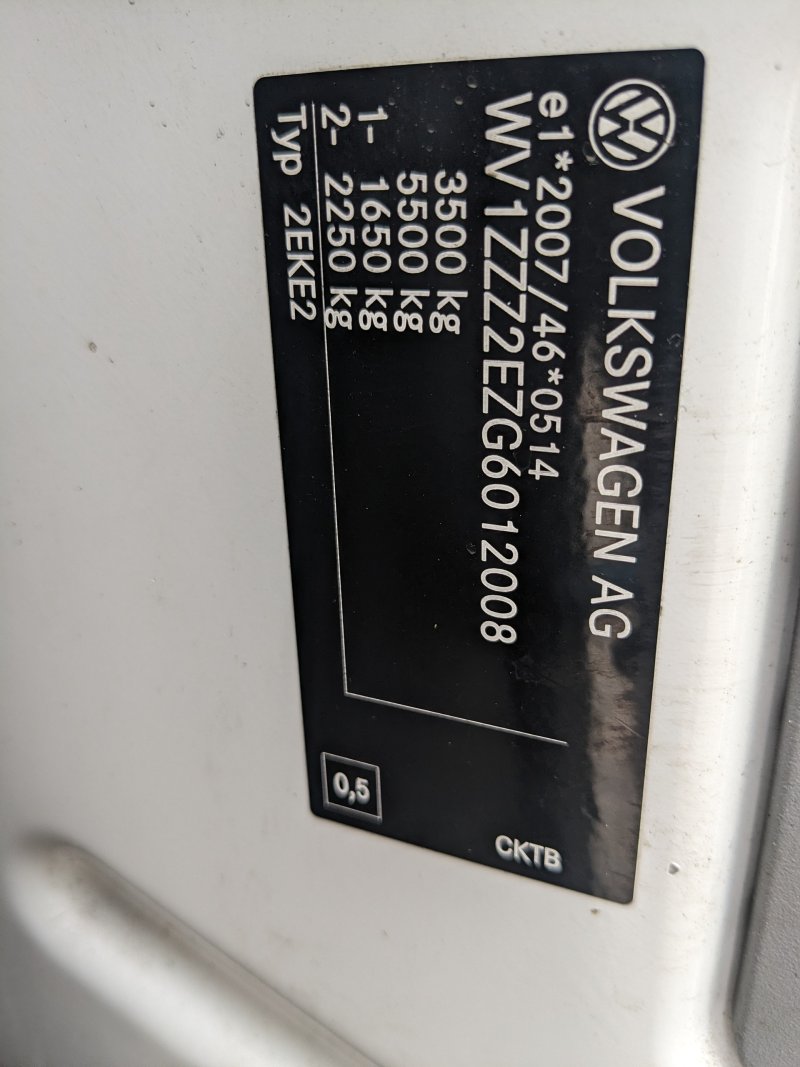 VOLKSWAGEN AG
e1*2007/46*0514
WV1ZZZ2EZG6012008
3500 kg
5500 kg
1- 1650 kg
2- 2250 kg
Typ 2EKE2
CKTB
0,5